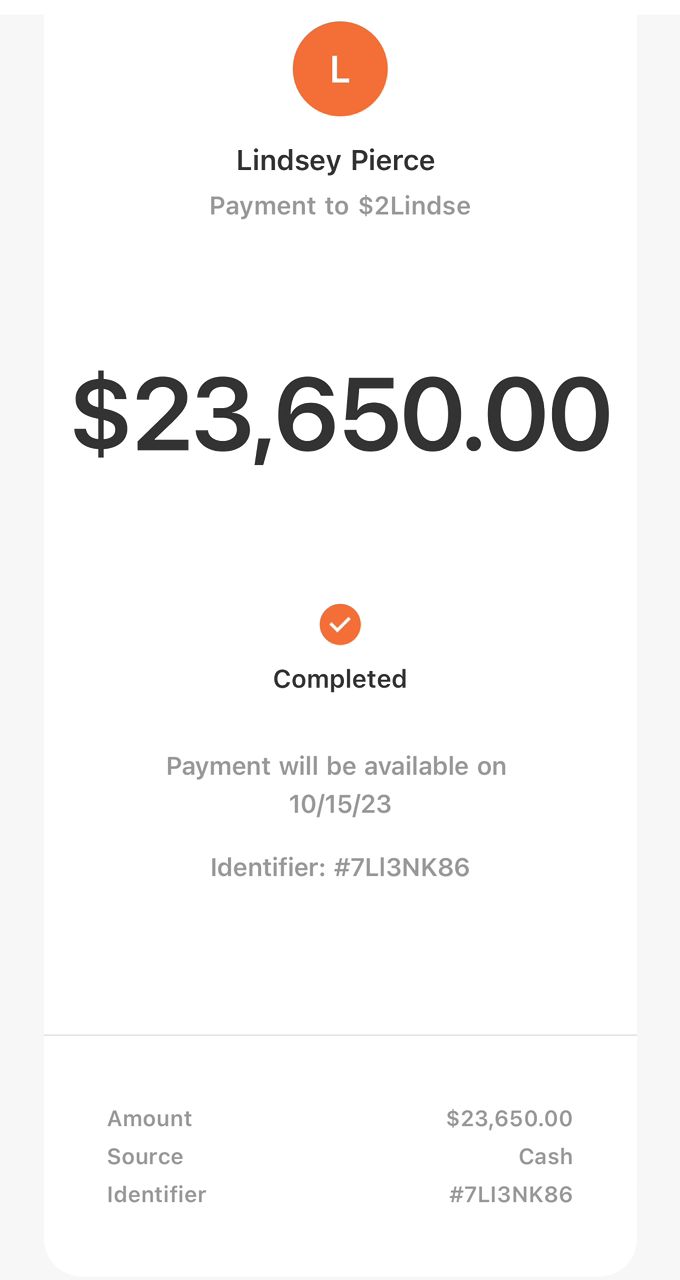 L
Lindsey Pierce
Payment to $2Lindse
$23,650.00
Completed
Payment will be available on
10/15/23
Identifier: #7LI3NK86
Amount $23,650.00
Source Cash
Identifier #7LI3NK86